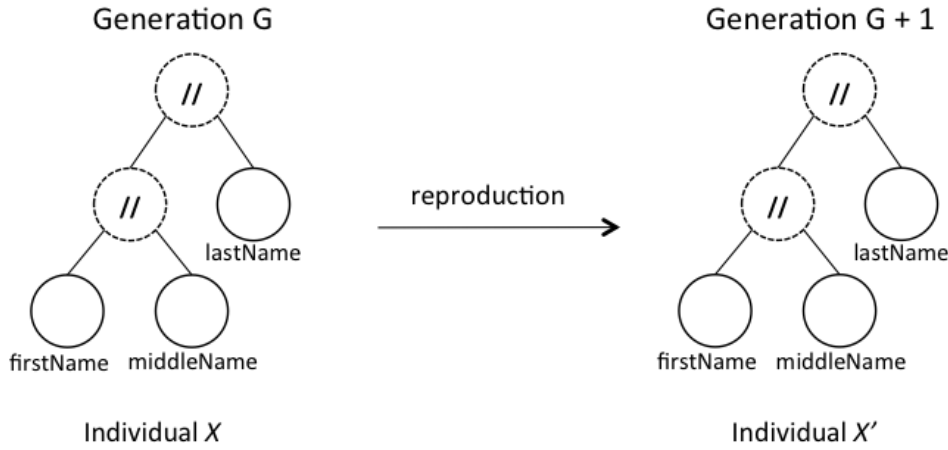 Generation G
//
//
lastName
firstName
middleName
Individual X
reproduction
Generation G + 1
//
//
lastName
firstName
middleName
Individual X′